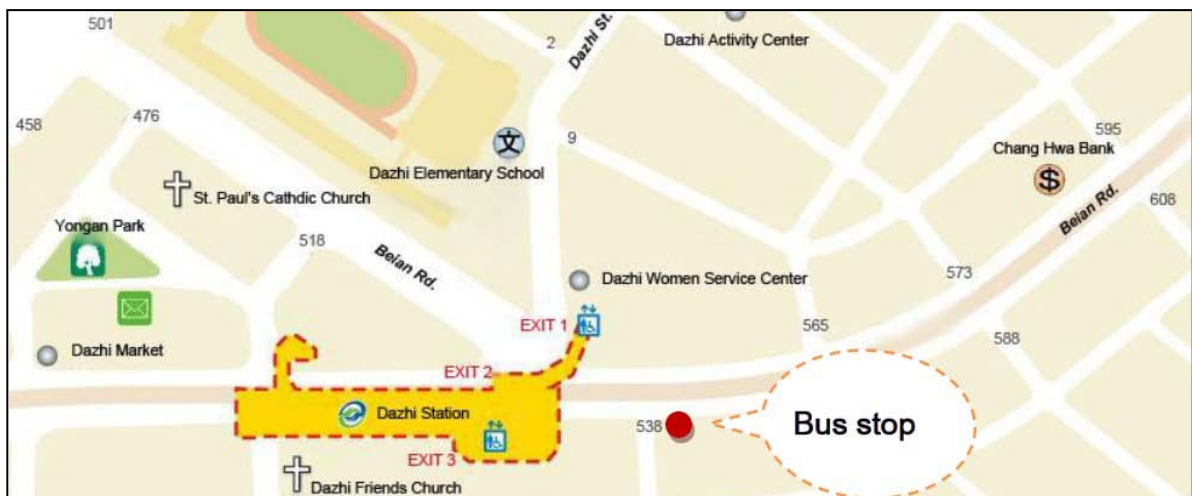 501
2
Dazhi St.
Dazhi Activity Center
458
476
9
595
Chang Hwa Bank
$
文
Dazhi Elementary School
St. Paul's Cathdic Church
608
Beian Rd.
Yongan Park
518
Beian Rd.
573
Dazhi Women Service Center
EXIT 1
565
588
Dazhi Market
EXIT 2
Dazhi Station
538
Bus stop
EXIT 3
Dazhi Friends Church